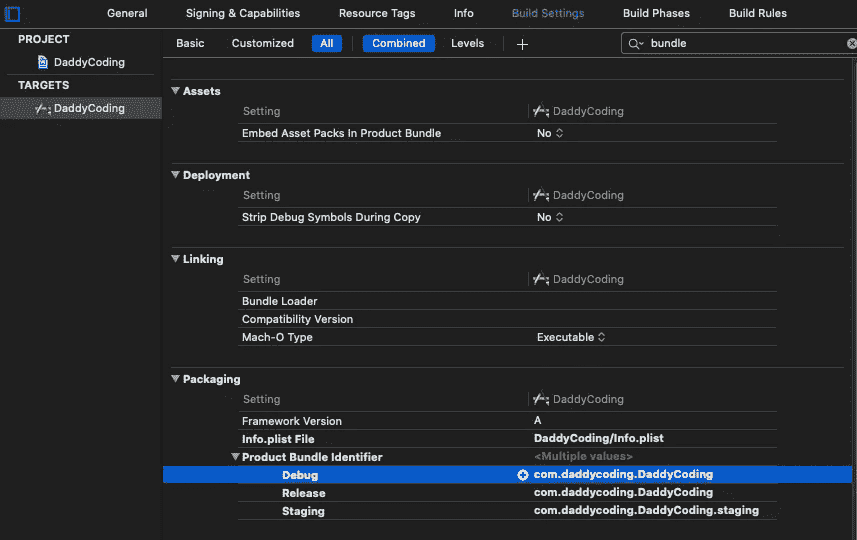 General Signing & Capabilities Resource Tags Info Build Settings Build Phases Build Rules
PROJECT
DaddyCoding
TARGETS
DaddyCoding
Basic Customized All Combined Levels + bundle
Assets
Setting DaddyCoding
Embed Asset Packs In Product Bundle No
Deployment
Setting DaddyCoding
Strip Debug Symbols During Copy No
Linking
Setting DaddyCoding
Bundle Loader
Compatibility Version
Mach-O Type Executable
Packaging
Setting DaddyCoding
Framework Version A
Info.plist File DaddyCoding/Info.plist
Product Bundle Identifier <Multiple values>
Debug com.daddycoding.DaddyCoding
Release com.daddycoding.DaddyCoding
Staging com.daddycoding.DaddyCoding.staging